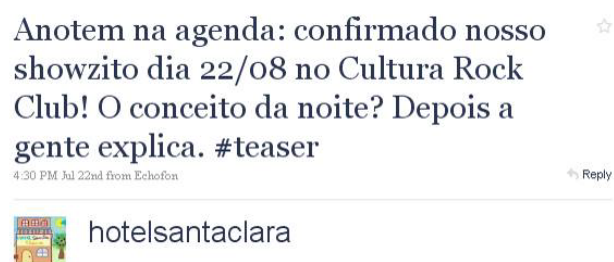 Anotem na agenda: confirmado nosso
showzito dia 22/08 no Cultura Rock
Club! O conceito da noite? Depois a
gente explica. #teaser
4:30 PM Jul 22nd from Echofon
Reply
hotelsantaclara